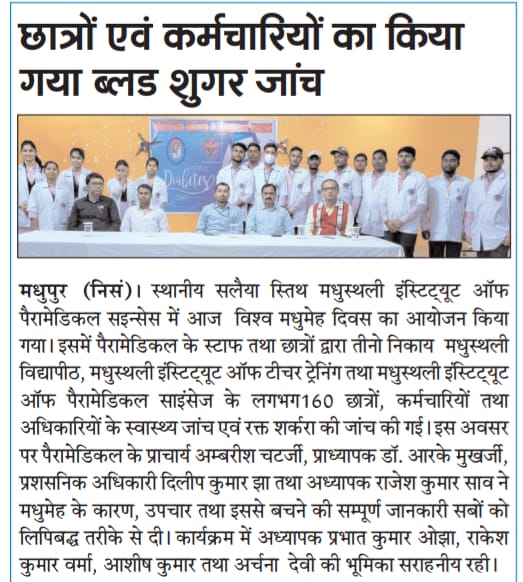 छात्रों एवं कर्मचारियों का किया
गया ब्लड शुगर जांच
Diabetes
मधुपुर (निसं)। स्थानीय सलैया स्तिथ मधुस्थली इंस्टिट्यूट ऑफ
पैरामेडिकल सइन्सेस में आज विश्व मधुमेह दिवस का आयोजन किया
गया। इसमें पैरामेडिकल के स्टाफ तथा छात्रों द्वारा तीनो निकाय मधुस्थली
विद्यापीठ, मधुस्थली इंस्टिट्यूट ऑफ टीचर ट्रेनिंग तथा मधुस्थली इंस्टिट्यूट
ऑफ पैरामेडिकल साइंसेज के लगभग160 छात्रों, कर्मचारियों तथा
अधिकारियों के स्वास्थ्य जांच एवं रक्त शर्करा की जांच की गई। इस अवसर
पर पैरामेडिकल के प्राचार्य अम्बरीश चटर्जी, प्राध्यापक डॉ. आरके मुखर्जी,
प्रशसनिक अधिकारी दिलीप कुमार झा तथा अध्यापक राजेश कुमार साव ने
मधुमेह के कारण, उपचार तथा इससे बचने की सम्पूर्ण जानकारी सबों को
लिपिबद्ध तरीके से दी। कार्यक्रम में अध्यापक प्रभात कुमार ओझा, राकेश
कुमार वर्मा, आशीष कुमार तथा अर्चना देवी की भूमिका सराहनीय रही।